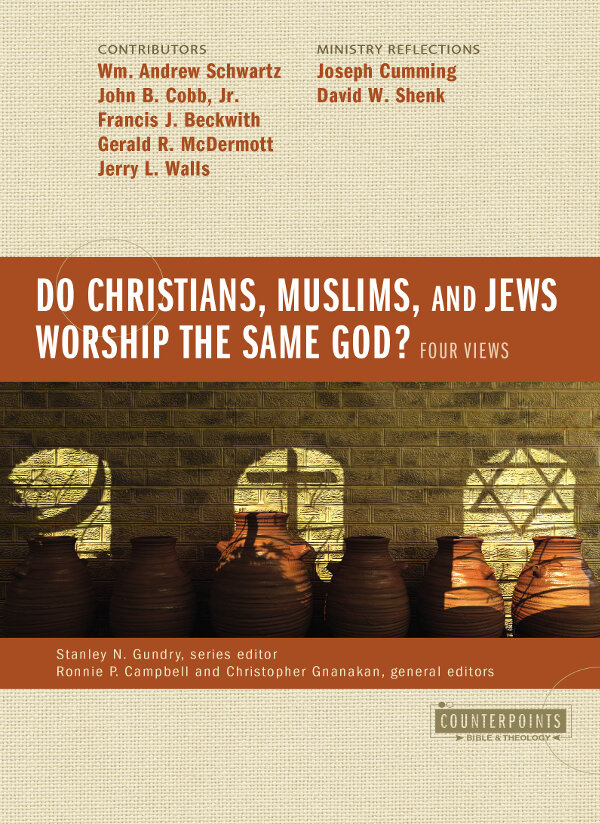 CONTRIBUTORS
Wm. Andrew Schwartz
John B. Cobb, Jr.
Francis J. Beckwith
Gerald R. McDermott
Jerry L. Walls
MINISTRY REFLECTIONS
Joseph Cumming
David W. Shenk
DO CHRISTIANS, MUSLIMS, AND JEWS
WORSHIP THE SAME GOD? FOUR VIEWS
Stanley N. Gundry, series editor
Ronnie P. Campbell and Christopher Gnanakan, general editors
COUNTERPOINTS
BIBLE & THEOLOGY